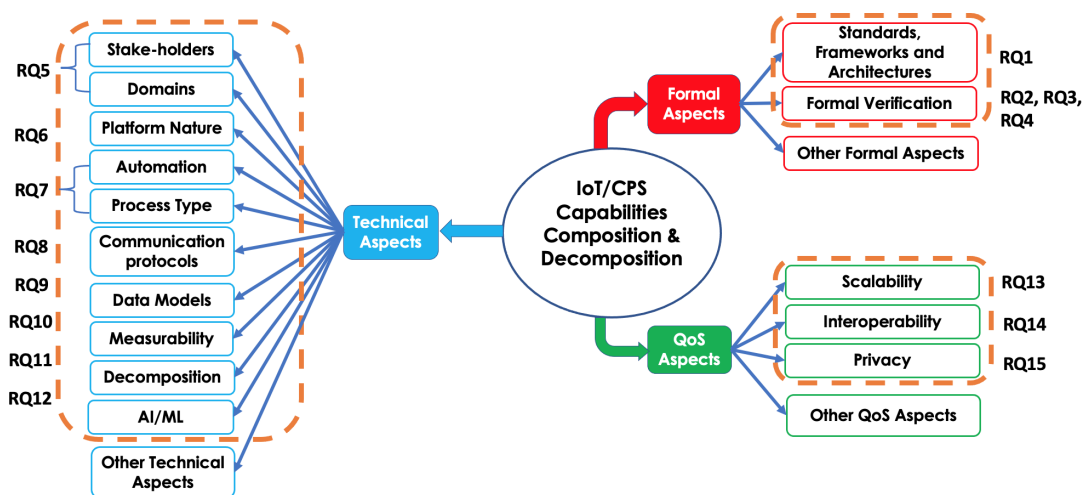 Stake-holders
RQ5
Domains
RQ6
Platform Nature
Automation
RQ7
Process Type
RQ8
Communication
protocols
RQ9
Data Models
RQ10
Measurability
RQ11
Decomposition
RQ12
AI/ML
Other Technical
Aspects
Technical
Aspects
IoT/CPS
Capabilities
Composition &
Decomposition
Formal
Aspects
Standards,
Frameworks and
Architectures
RQ1
Formal Verification
RQ2, RQ3,
RQ4
Other Formal Aspects
QoS
Aspects
Scalability
RQ13
Interoperability
RQ14
Privacy
RQ15
Other QoS Aspects